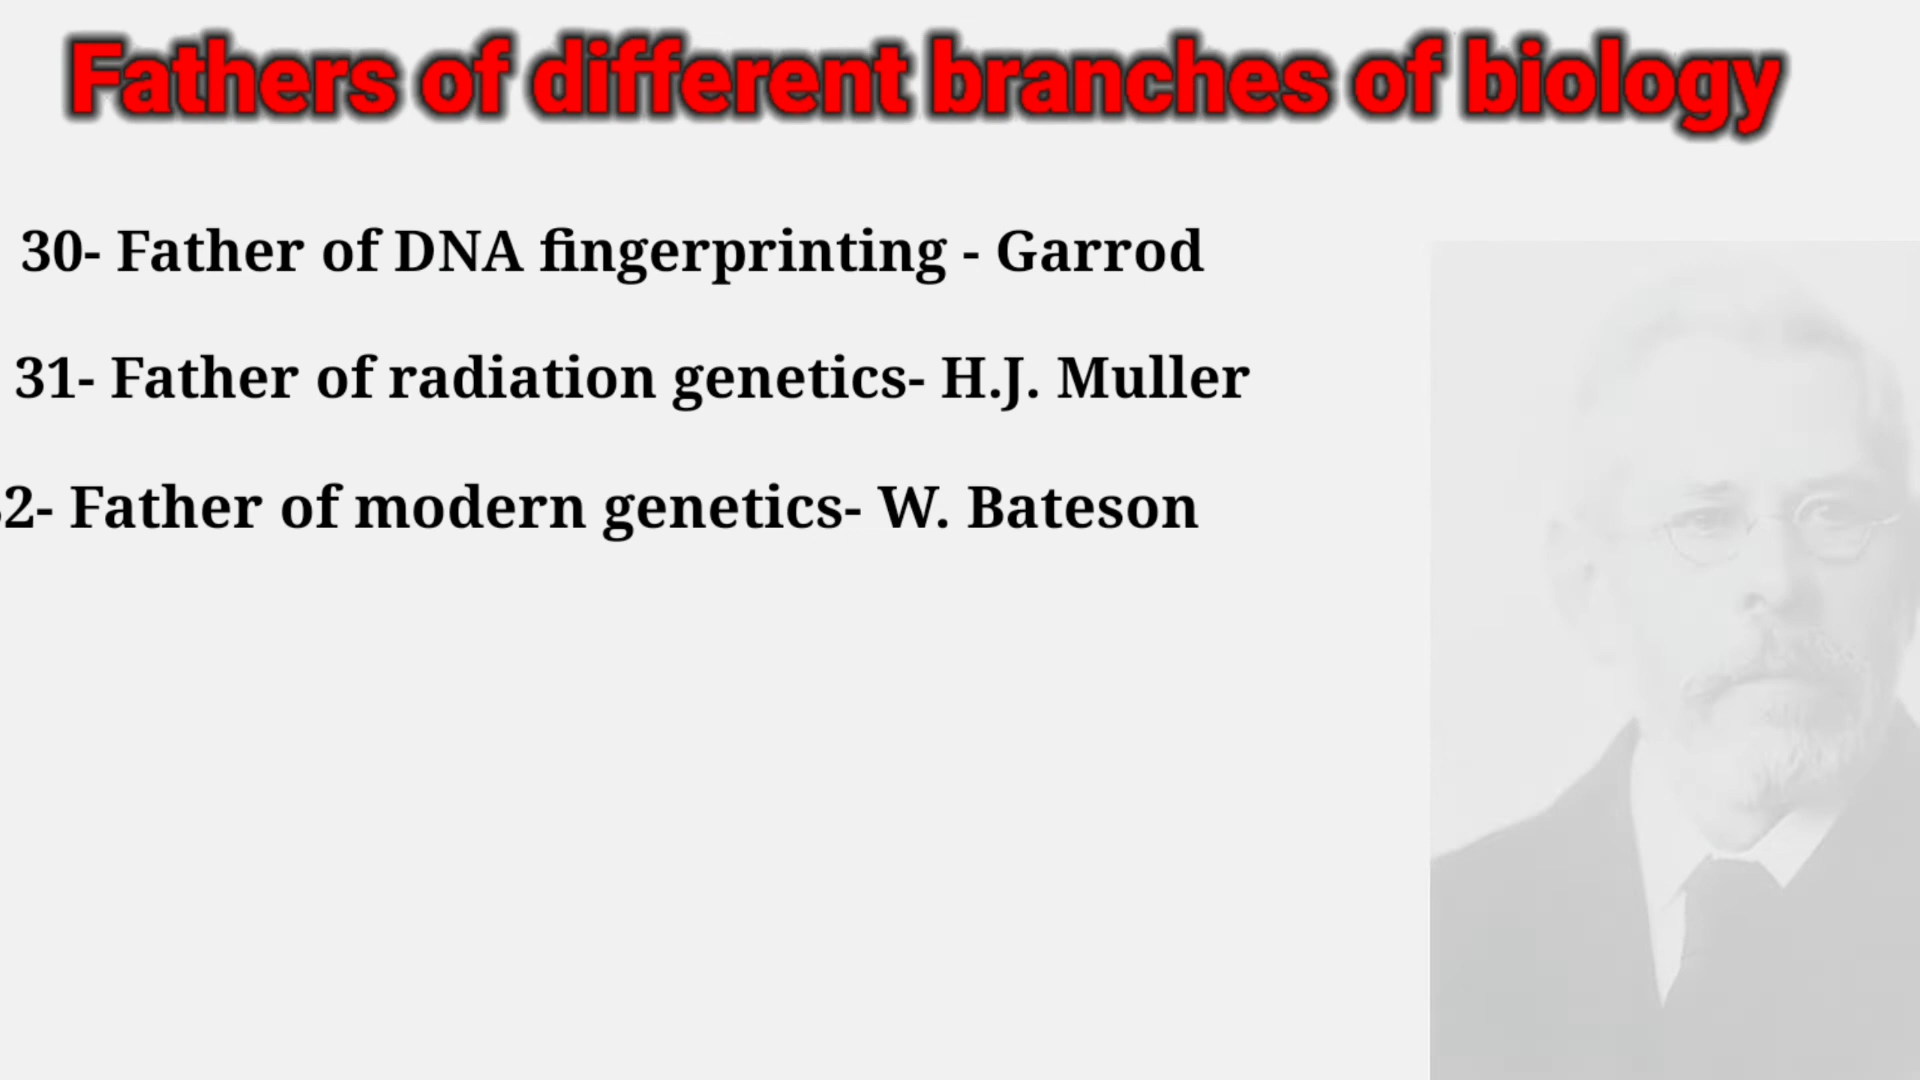 Fathers of different branches of biology
30- Father of DNA fingerprinting - Garrod
31- Father of radiation genetics- H.J. Muller
2- Father of modern genetics- W. Bateson